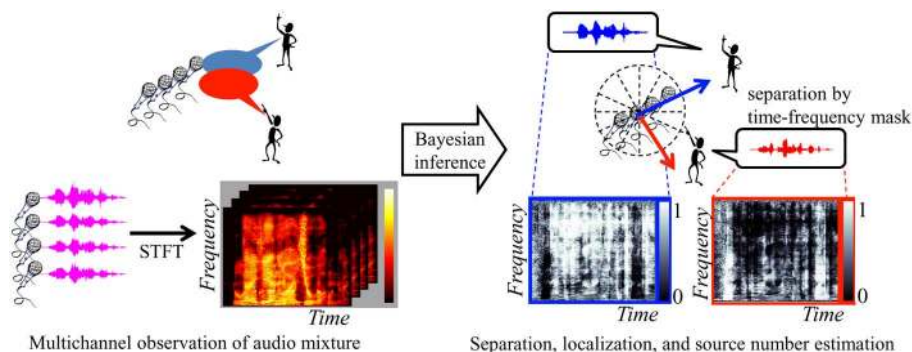 Bayesian
inference
separation by
time-frequency mask
STFT
Frequency
Time
Frequency
Time
1
0
Frequency
Time
1
0
Multichannel observation of audio mixture
Separation, localization, and source number estimation